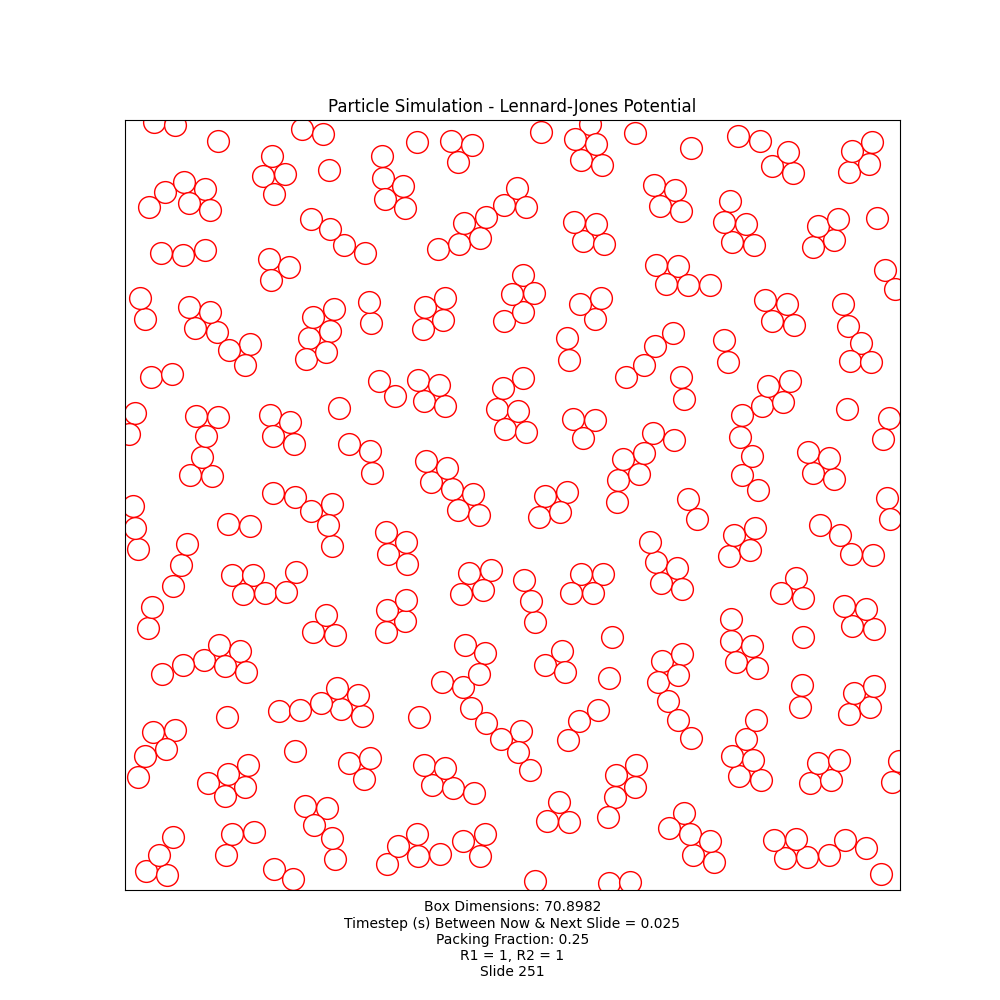 Particle Simulation - Lennard-Jones Potential
Box Dimensions: 70.8982
Timestep (s) Between Now & Next Slide = 0.025
Packing Fraction: 0.25
R1 = 1, R2 = 1
Slide 251